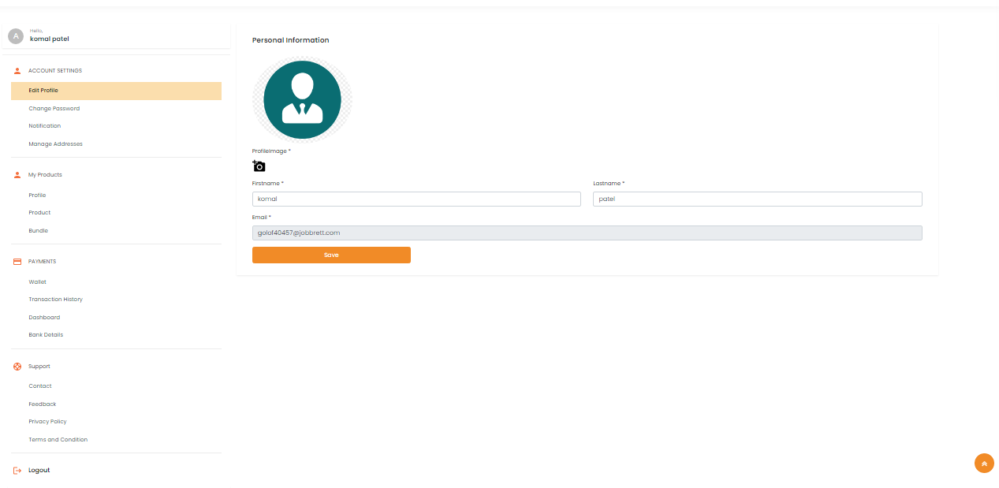 A
Hello,
komal patel
ACCOUNT SETTINGS
Edit Profile
Change Password
Notification
Manage Addresses
My Products
Profile
Product
Bundle
PAYMENTS
Wallet
Transaction History
Dashboard
Bank Details
Support
Contact
Feedback
Privacy Policy
Terms and Condition
Logout
Personal Information
ProfileImage *
Firstname *
Lastname *
komal
patel
Email *
golof40457@jobbrett.com
Save